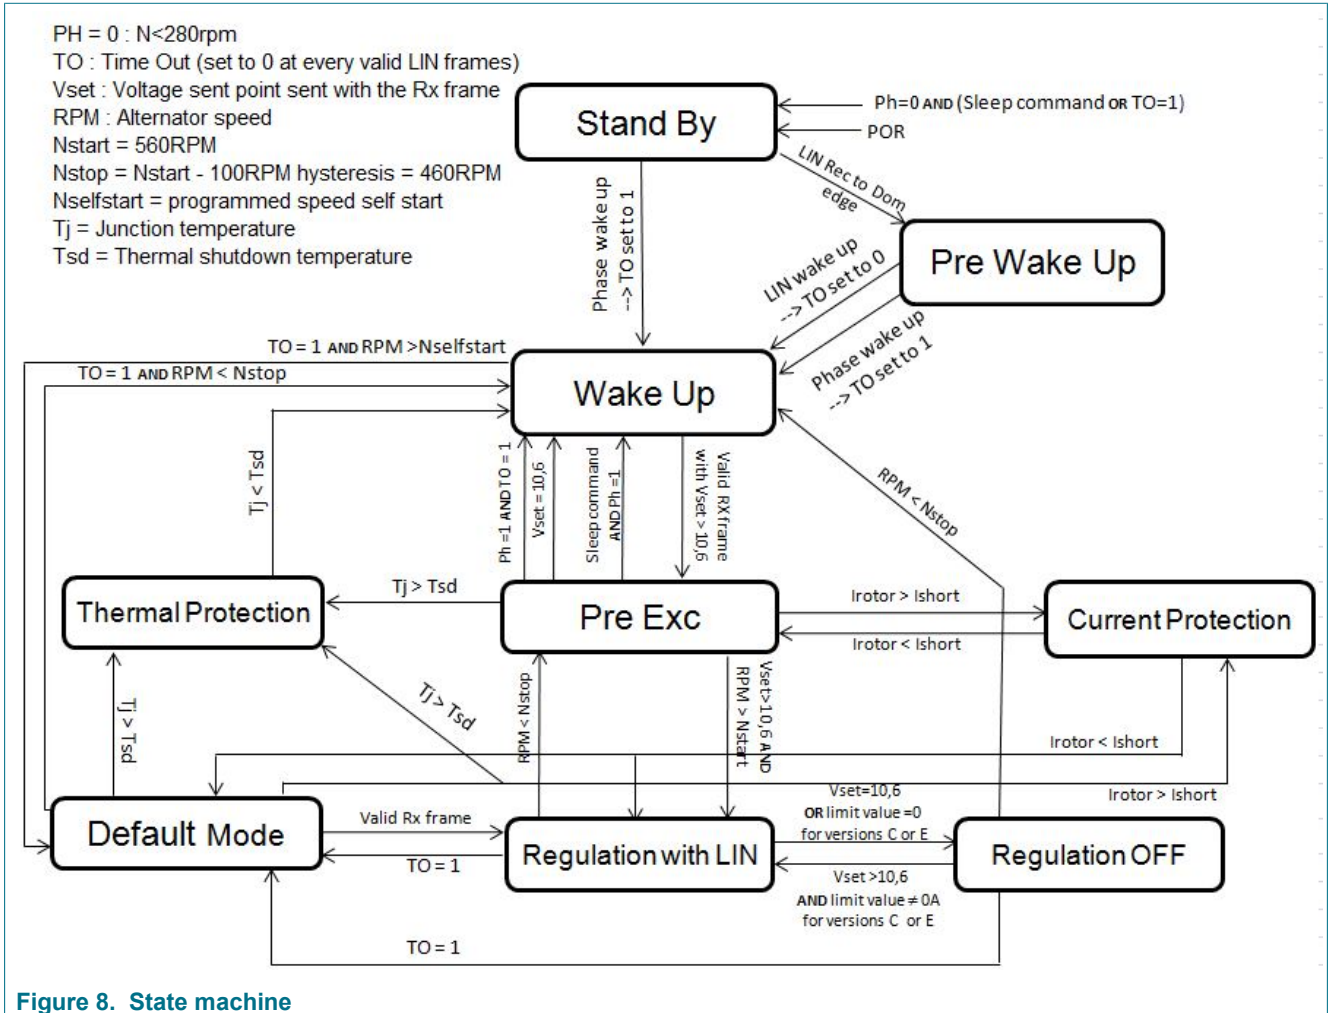 PH = 0 : N<280rpm
TO : Time Out (set to 0 at every valid LIN frames)
Vset : Voltage sent point sent with the Rx frame
RPM : Alternator speed
Nstart = 560RPM
Nstop = Nstart - 100RPM hysteresis = 460RPM
Nselfstart = programmed speed self start
Tj = Junction temperature
Tsd = Thermal shutdown temperature
Stand By
Ph=0 AND (Sleep command OR TO=1)
POR
LIN Rec to Dom
edge
Phase wake up
--> TO set to 1
Pre Wake Up
LIN wake up
--> TO set to 0
Phase wake up
--> TO set to 1
TO = 1 AND RPM >Nselfstart
TO = 1 AND RPM < Nstop
Wake Up
Tj < Tsd
Ph =1 AND TO = 1
Vset = 10,6
Sleep command
AND Ph =1
Valid RX frame
with Vset > 10,6
RPM < Nstop
Thermal Protection
Tj > Tsd
Pre Exc
Irotor > Ishort
Irotor < Ishort
Current Protection
Tj > Tsd
Tj > Tsd
RPM < Nstop
Vset>10,6 AND
RPM > Nstart
Irotor < Ishort
Irotor > Ishort
Default Mode
Valid Rx frame
TO = 1
Regulation with LIN
Vset=10,6
OR limit value =0
for versions C or E
Vset >10,6
AND limit value ≠ 0A
for versions C or E
Regulation OFF
TO = 1
Figure 8. State machine